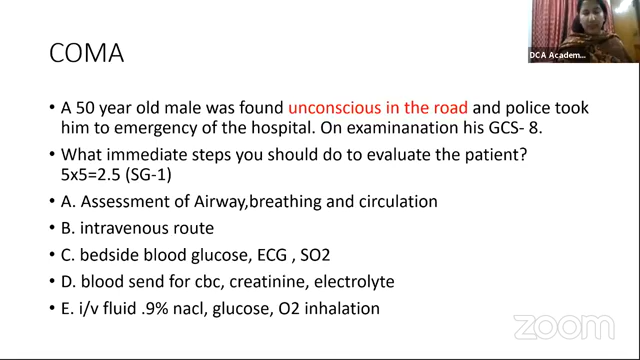 DCA Academ...
COMA
• A 50 year old male was found unconscious in the road and police took
him to emergency of the hospital. On examinanation his GCS- 8.
• What immediate steps you should do to evaluate the patient?
5x5=2.5 (SG-1)
• A. Assessment of Airway,breathing and circulation
• B. intravenous route
• C. bedside blood glucose, ECG , SO2
• D. blood send for cbc, creatinine, electrolyte
• E. i/v fluid .9% nacl, glucose, O2 inhalation
zoom